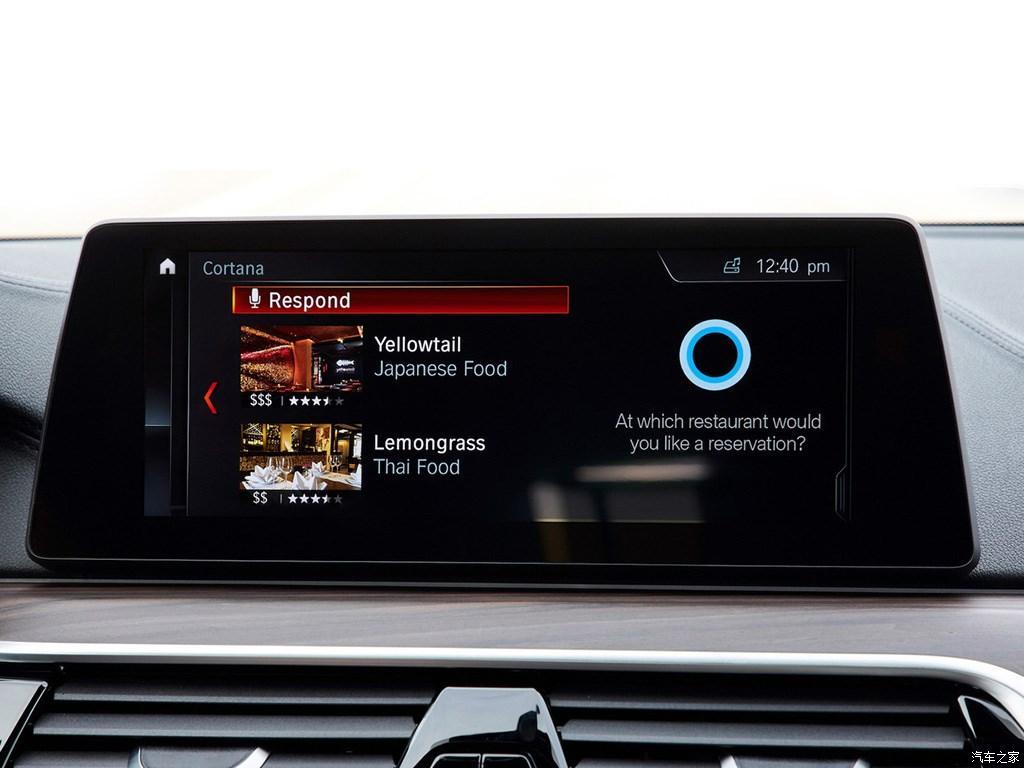 Cortana
12:40 pm
Respond
Yellowtail
Japanese Food
$$$
Lemongrass
Thai Food
$$
At which restaurant would
you like a reservation?
汽车之家